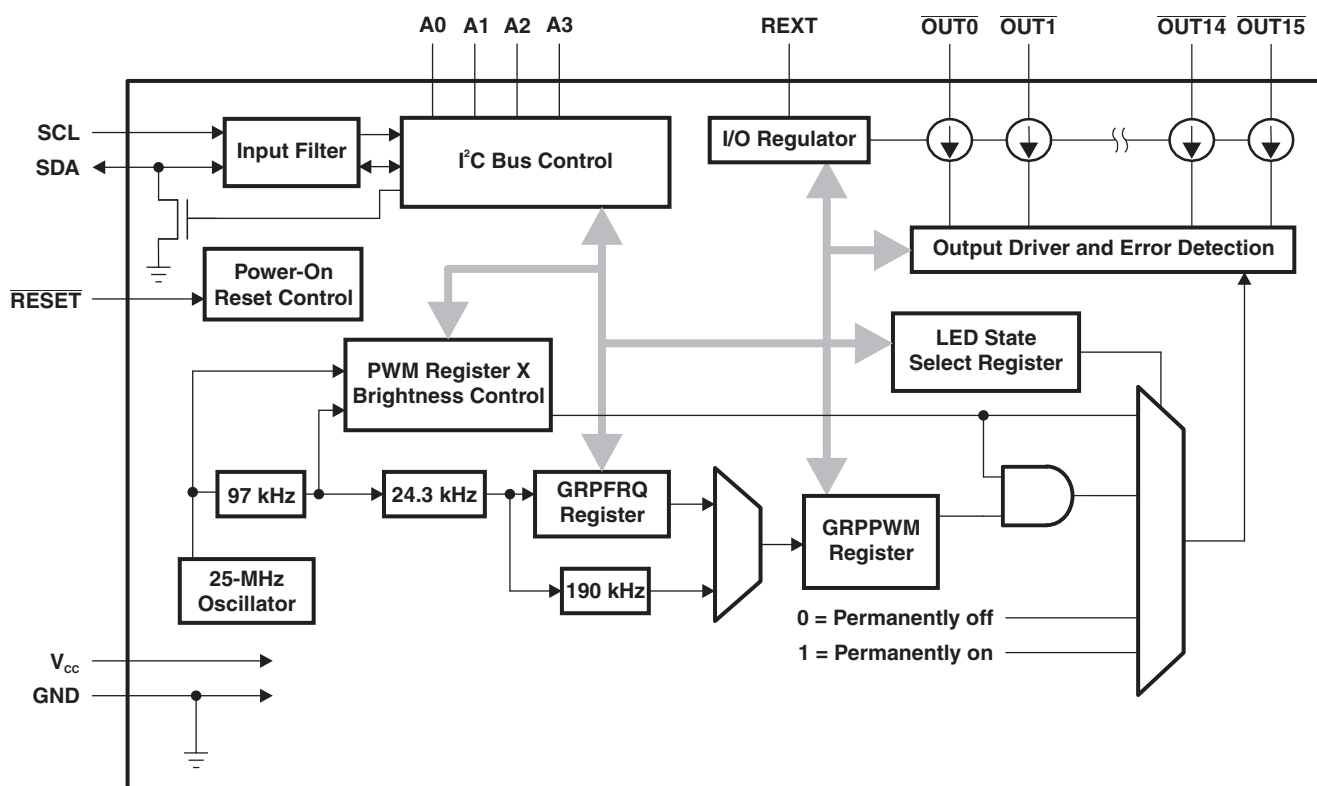 A0 A1 A2 A3 REXT OUT0 OUT1 OUT14 OUT15
SCL
SDA
Input Filter
I²C Bus Control
I/O Regulator
Output Driver and Error Detection
Power-On
Reset Control
RESET
LED State
Select Register
PWM Register X
Brightness Control
97 kHz
24.3 kHz
GRPFRQ
Register
GRPPWM
Register
25-MHz
Oscillator
190 kHz
0 = Permanently off
1 = Permanently on
VCC
GND